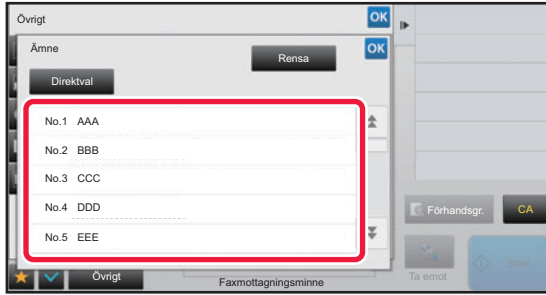 Övrigt
OK
Ämne
Rensa
OK
Direktval
No.1 AAA
No.2 BBB
No.3 CCC
No.4 DDD
No.5 EEE
Förhandsgr.
CA
Övrigt
Faxmottagningsminne
Ta emot
Start